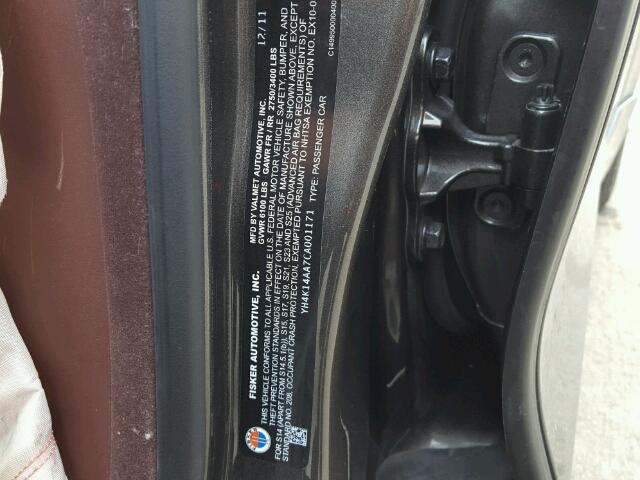 FISKER AUTOMOTIVE, INC. MFD BY VALMET AUTOMOTIVE, INC. 12/11
GVWR 6100 LBS GAWR FR / RR 2750/3400 LBS
THIS VEHICLE CONFORMS TO ALL APPLICABLE U.S. FEDERAL MOTOR VEHICLE SAFETY, BUMPER, AND
THEFT PREVENTION STANDARDS IN EFFECT ON THE DATE OF MANUFACTURE SHOWN ABOVE, EXCEPT
FOR S14 (APART FROM S14.5.1(b)), S15, S17, S19, S21, S23 AND S25 (ADVANCED AIR BAG REQUIREMENTS) OF
STANDARD NO. 208, OCCUPANT CRASH PROTECTION, EXEMPTED PURSUANT TO NHTSA EXEMPTION NO. EX10-0
YH4K14AA7CA001171 TYPE: PASSENGER CAR